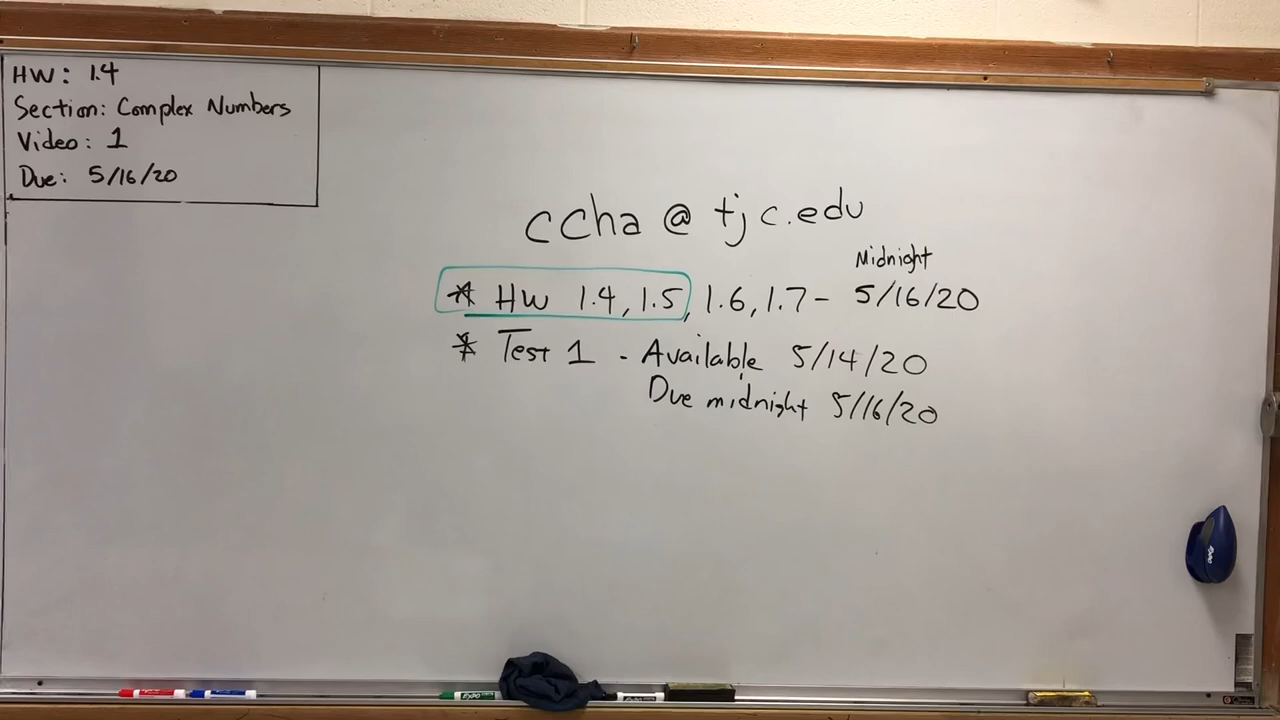 HW: 1.4
Section: Complex Numbers
Video: 1
Due: 5/16/20
ccha@tjc.edu
Midnight
* HW 1.4, 1.5, 1.6, 1.7 - 5/16/20
* Test 1 - Available 5/14/20
Due midnight 5/16/20
EXPO
EXPO